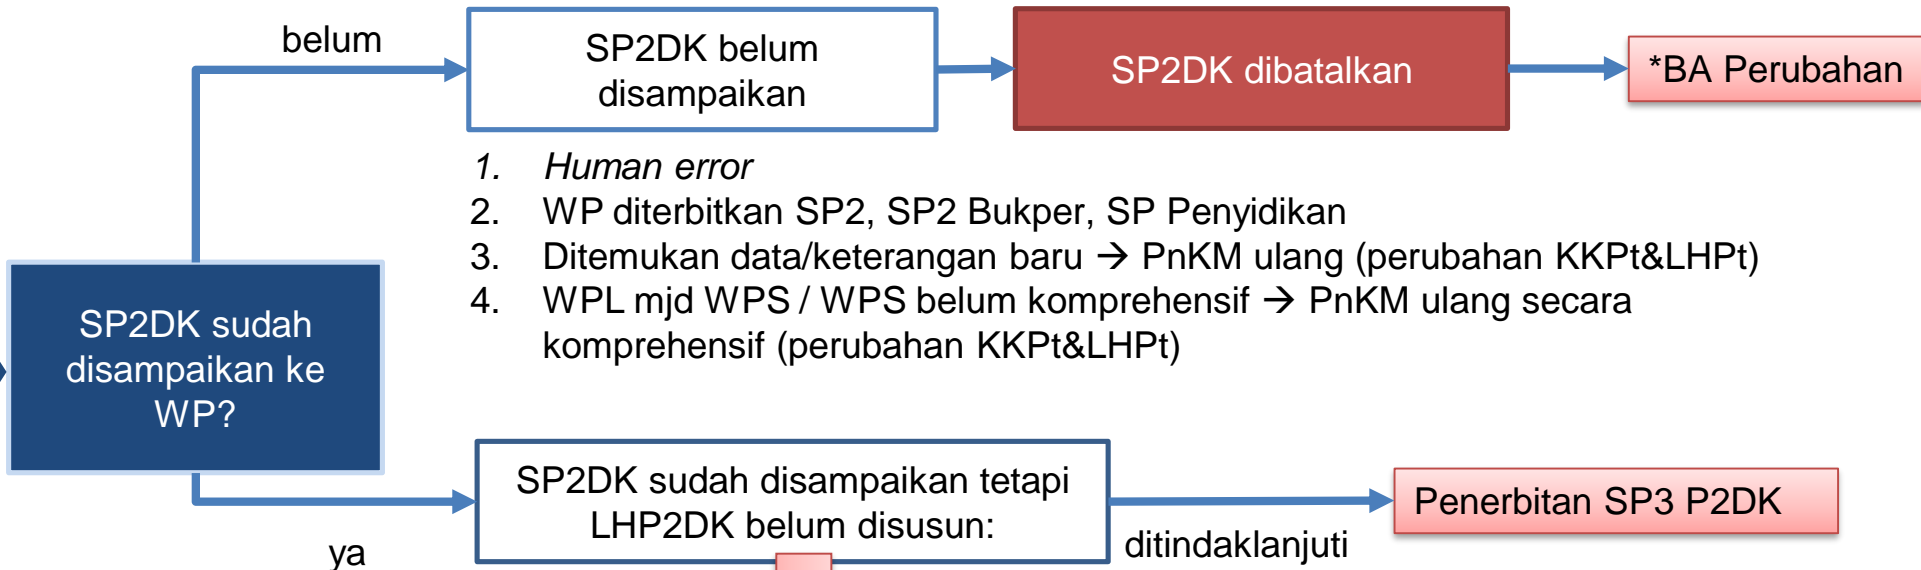 belum
SP2DK belum
disampaikan
SP2DK dibatalkan
*BA Perubahan
1. Human error
2. WP diterbitkan SP2, SP2 Bukper, SP Penyidikan
3. Ditemukan data/keterangan baru → PnKM ulang (perubahan KKPt&LHPt)
4. WPL mjd WPS / WPS belum komprehensif → PnKM ulang secara
komprehensif (perubahan KKPt&LHPt)
SP2DK sudah
disampaikan ke
WP?
ya
SP2DK sudah disampaikan tetapi
LHP2DK belum disusun:
ditindaklanjuti
Penerbitan SP3 P2DK